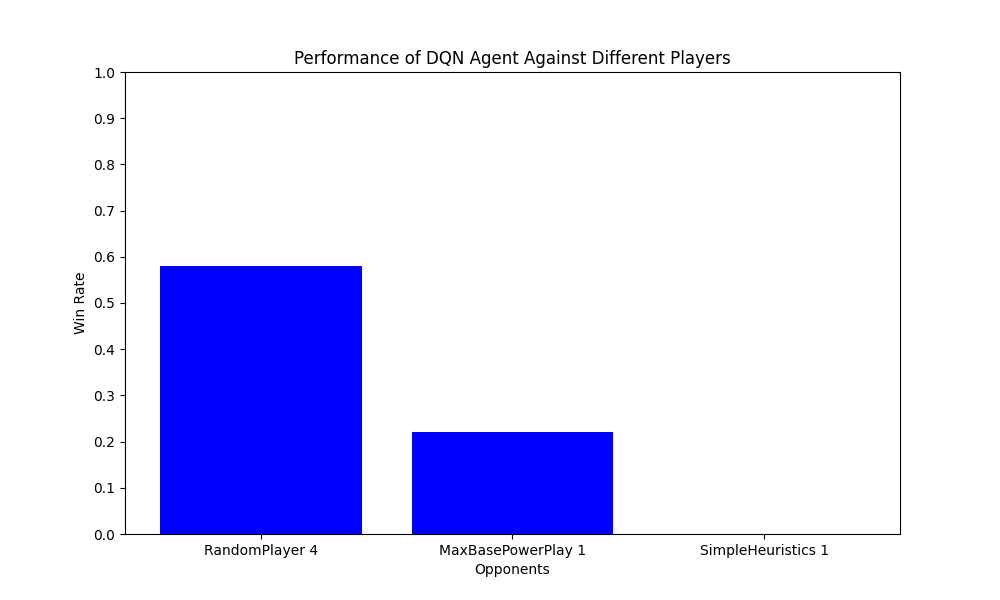 Performance of DQN Agent Against Different Players
1.0
0.9
0.8
0.7
0.6
0.5
0.4
0.3
0.2
0.1
0.0
Win Rate
RandomPlayer 4
MaxBasePowerPlay 1
SimpleHeuristics 1
Opponents